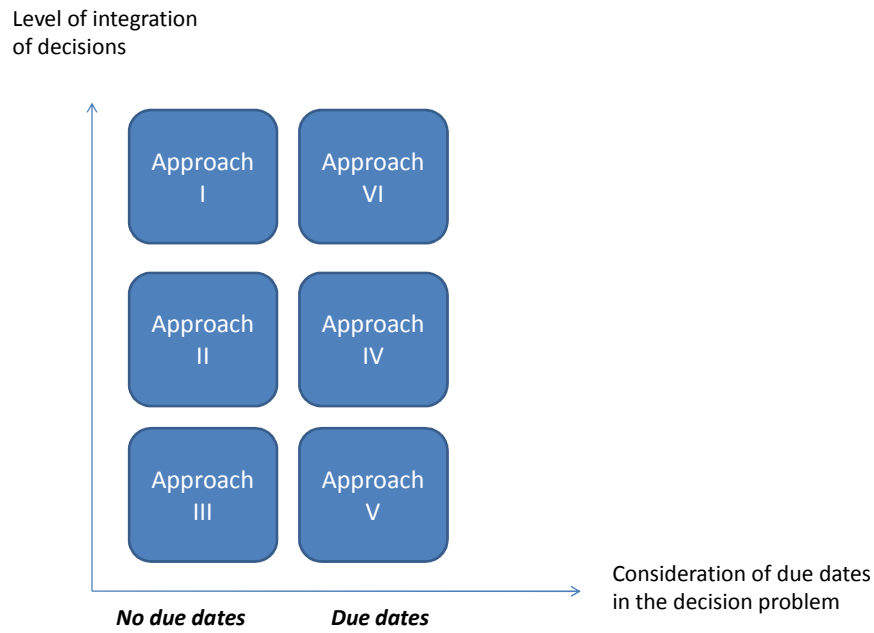 Level of integration
of decisions
Approach
I
Approach
VI
Approach
II
Approach
IV
Approach
III
Approach
V
Consideration of due dates
in the decision problem
No due dates
Due dates